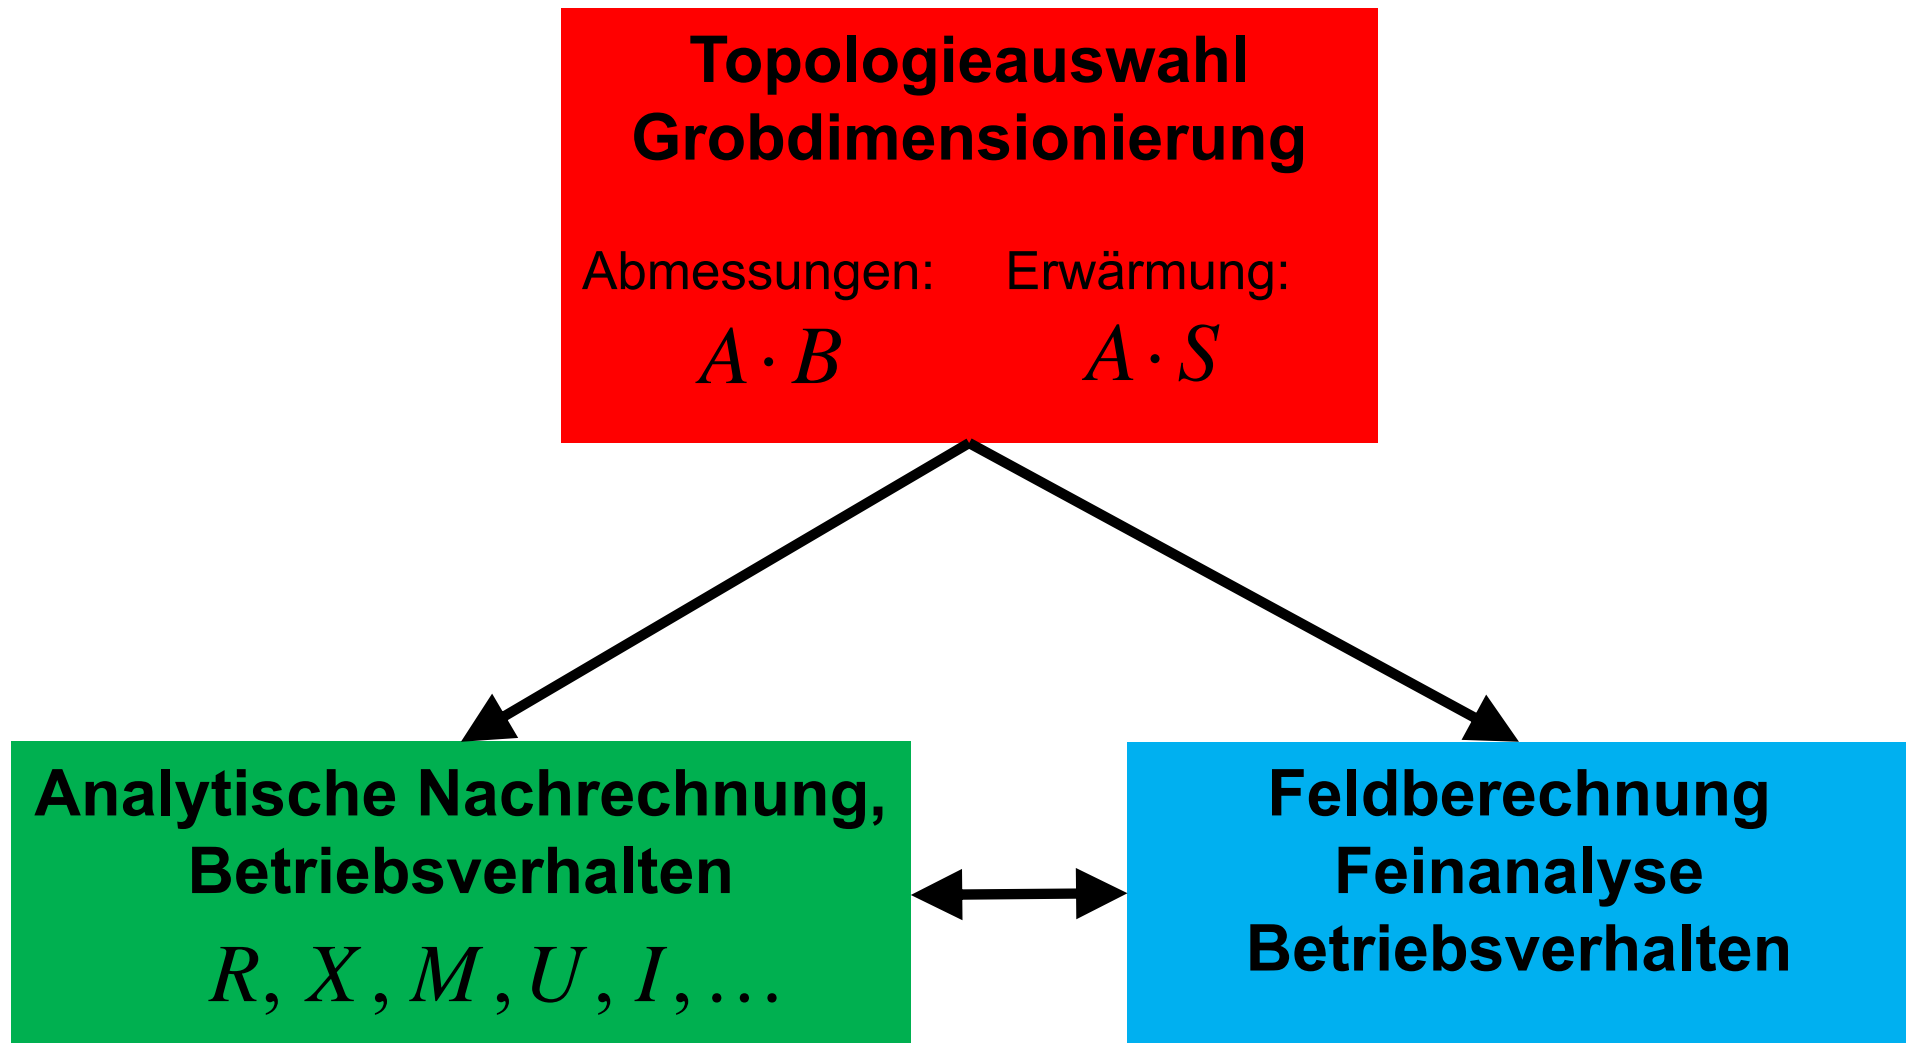 Topologieauswahl
Grobdimensionierung
Abmessungen: Erwärmung:
A · B A · S
Analytische Nachrechnung,
Betriebsverhalten
R, X, M, U, I, …
Feldberechnung
Feinanalyse
Betriebsverhalten